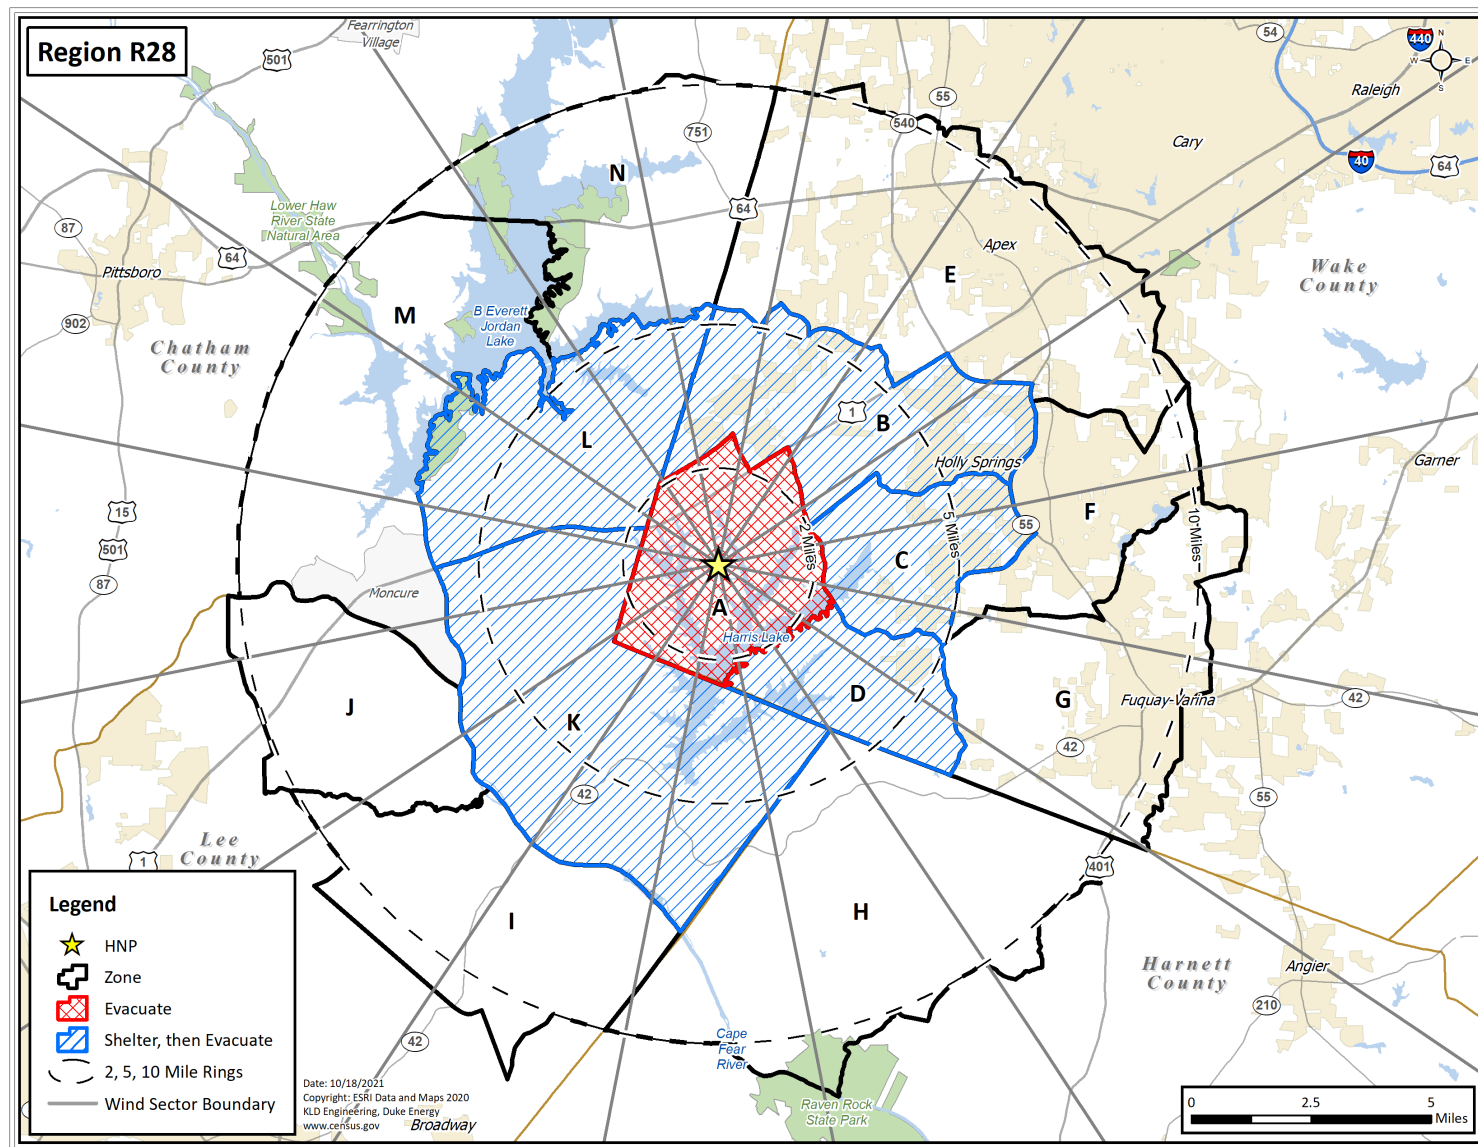 Region R28
Fearrington
Village
501
54
440
N
W
E
S
Raleigh
55
540
751
Cary
40
64
N
Lower Haw
River State
Natural Area
87
64
64
Pittsboro
Apex
E
Wake
County
902
M
B Everett
Jordan
Lake
Chatham
County
1
B
L
Holly Springs
Garner
15
501
87
55
F
5 Miles
2 Miles
10 Miles
C
Moncure
A
Harris Lake
J
K
D
G
Fuquay-Varina
42
42
42
55
Lee
County
1
401
I
H
Harnett
County
Angier
210
42
Cape
Fear
River
Raven Rock
State Park
Broadway
Legend
HNP
Zone
Evacuate
Shelter, then Evacuate
2, 5, 10 Mile Rings
Wind Sector Boundary
Date: 10/18/2021
Copyright: ESRI Data and Maps 2020
KLD Engineering, Duke Energy
www.census.gov
0
2.5
5
Miles